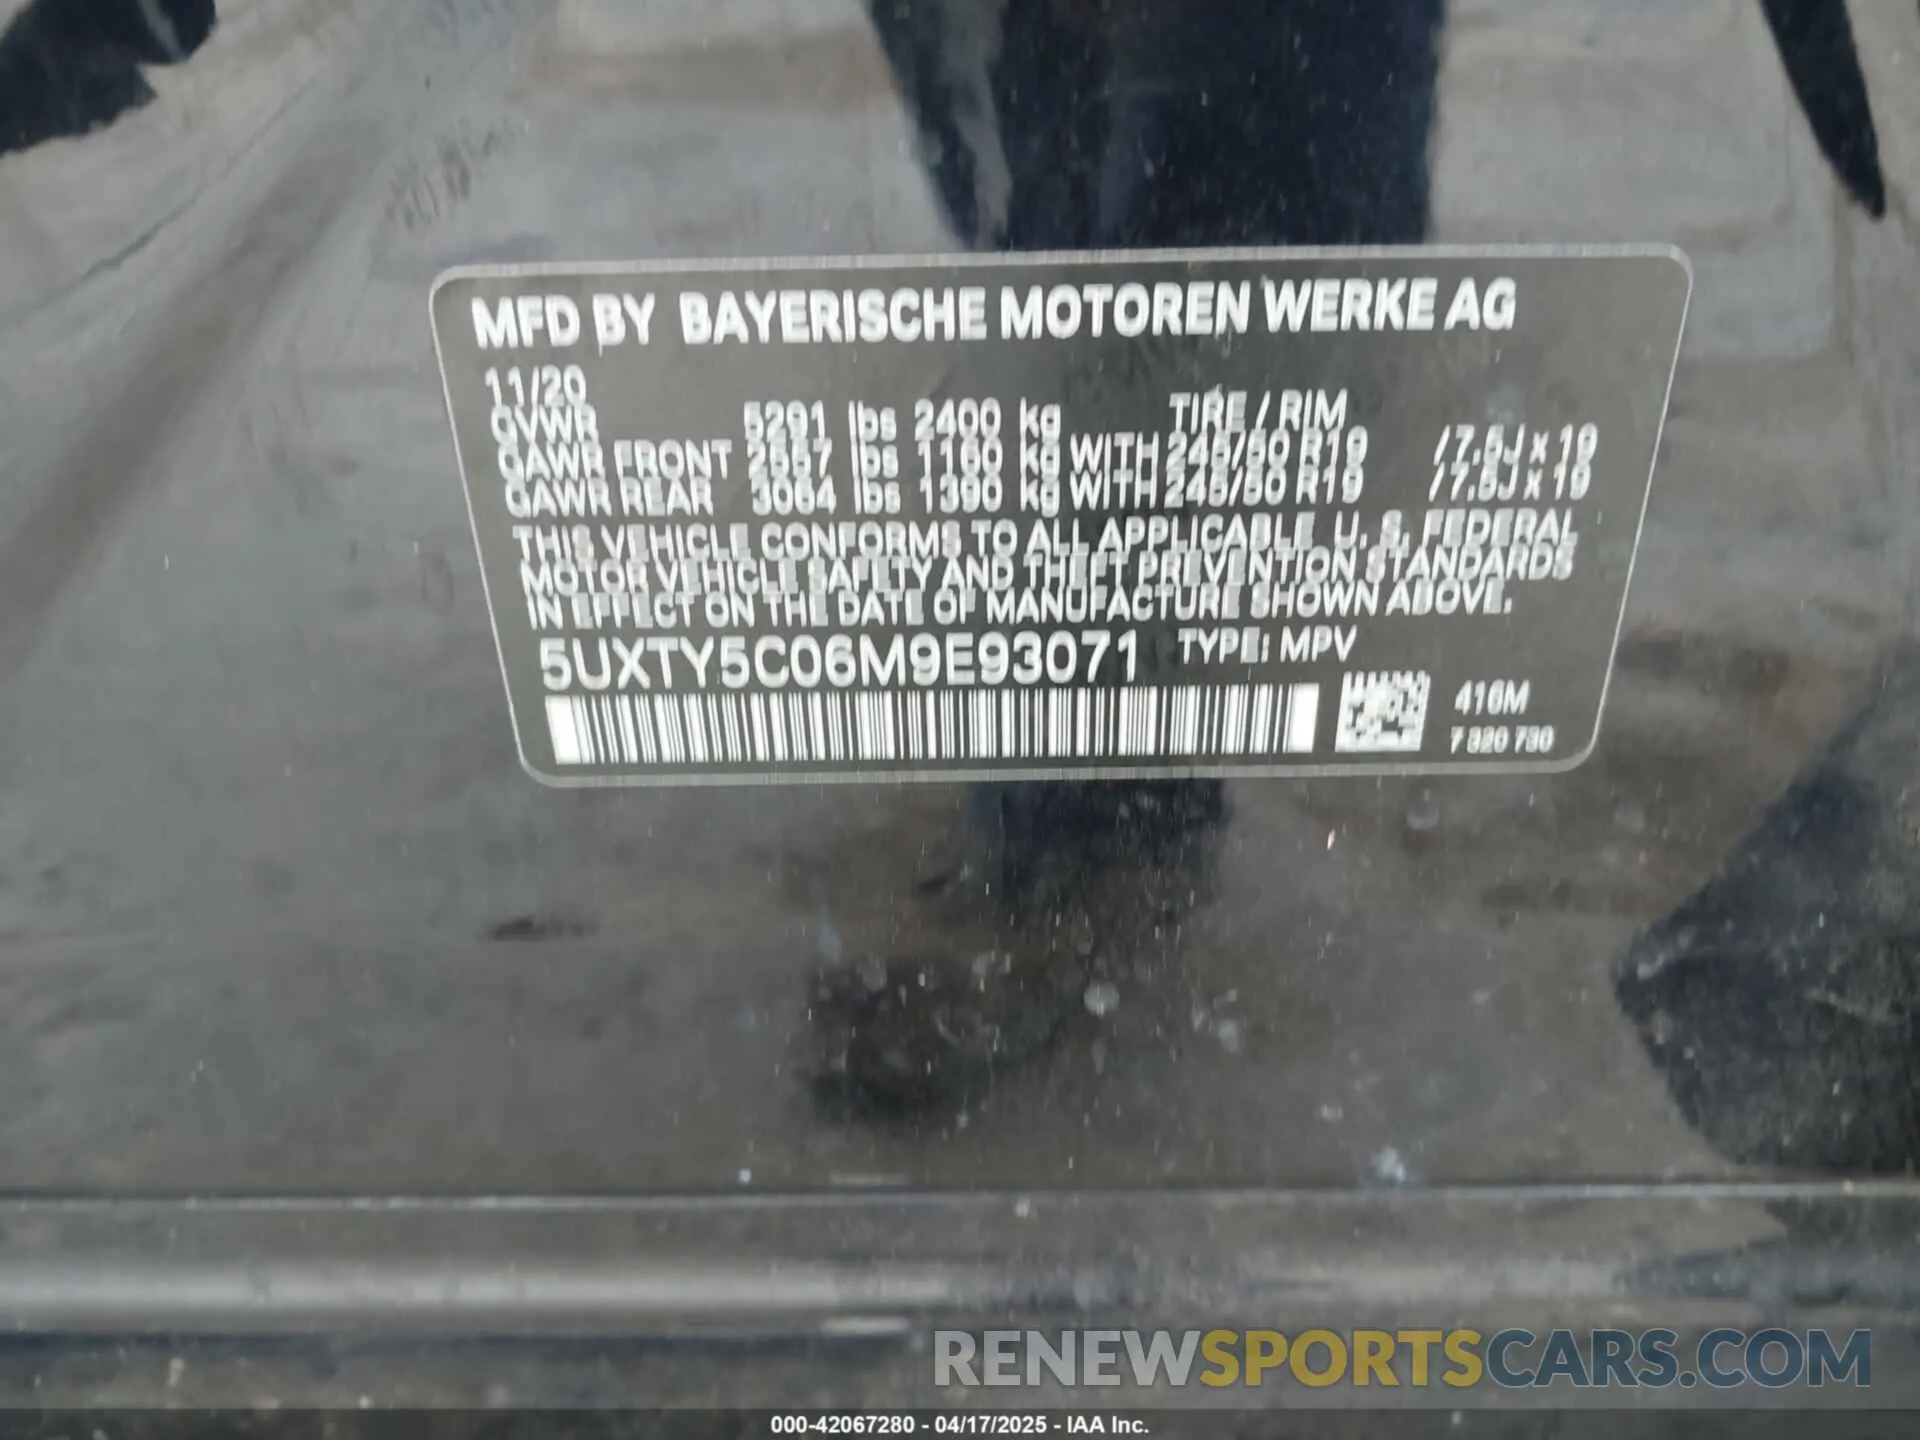 MFD BY BAYERISCHE MOTOREN WERKE AG
11/20
GVWR 5291 lbs 2400 kg TIRE / RIM
GAWR FRONT 2557 lbs 1160 kg WITH 245/50 R19 /7.5J x 19
GAWR REAR 3064 lbs 1390 kg WITH 245/50 R19 /7.5J x 19
THIS VEHICLE CONFORMS TO ALL APPLICABLE U. S. FEDERAL
MOTOR VEHICLE SAFETY AND THEFT PREVENTION STANDARDS
IN EFFECT ON THE DATE OF MANUFACTURE SHOWN ABOVE.
5UXTY5C06M9E93071 TYPE: MPV
416M
7 320 730
RENEWSPORTSCARS.COM
000-42067280 - 04/17/2025 - IAA Inc.